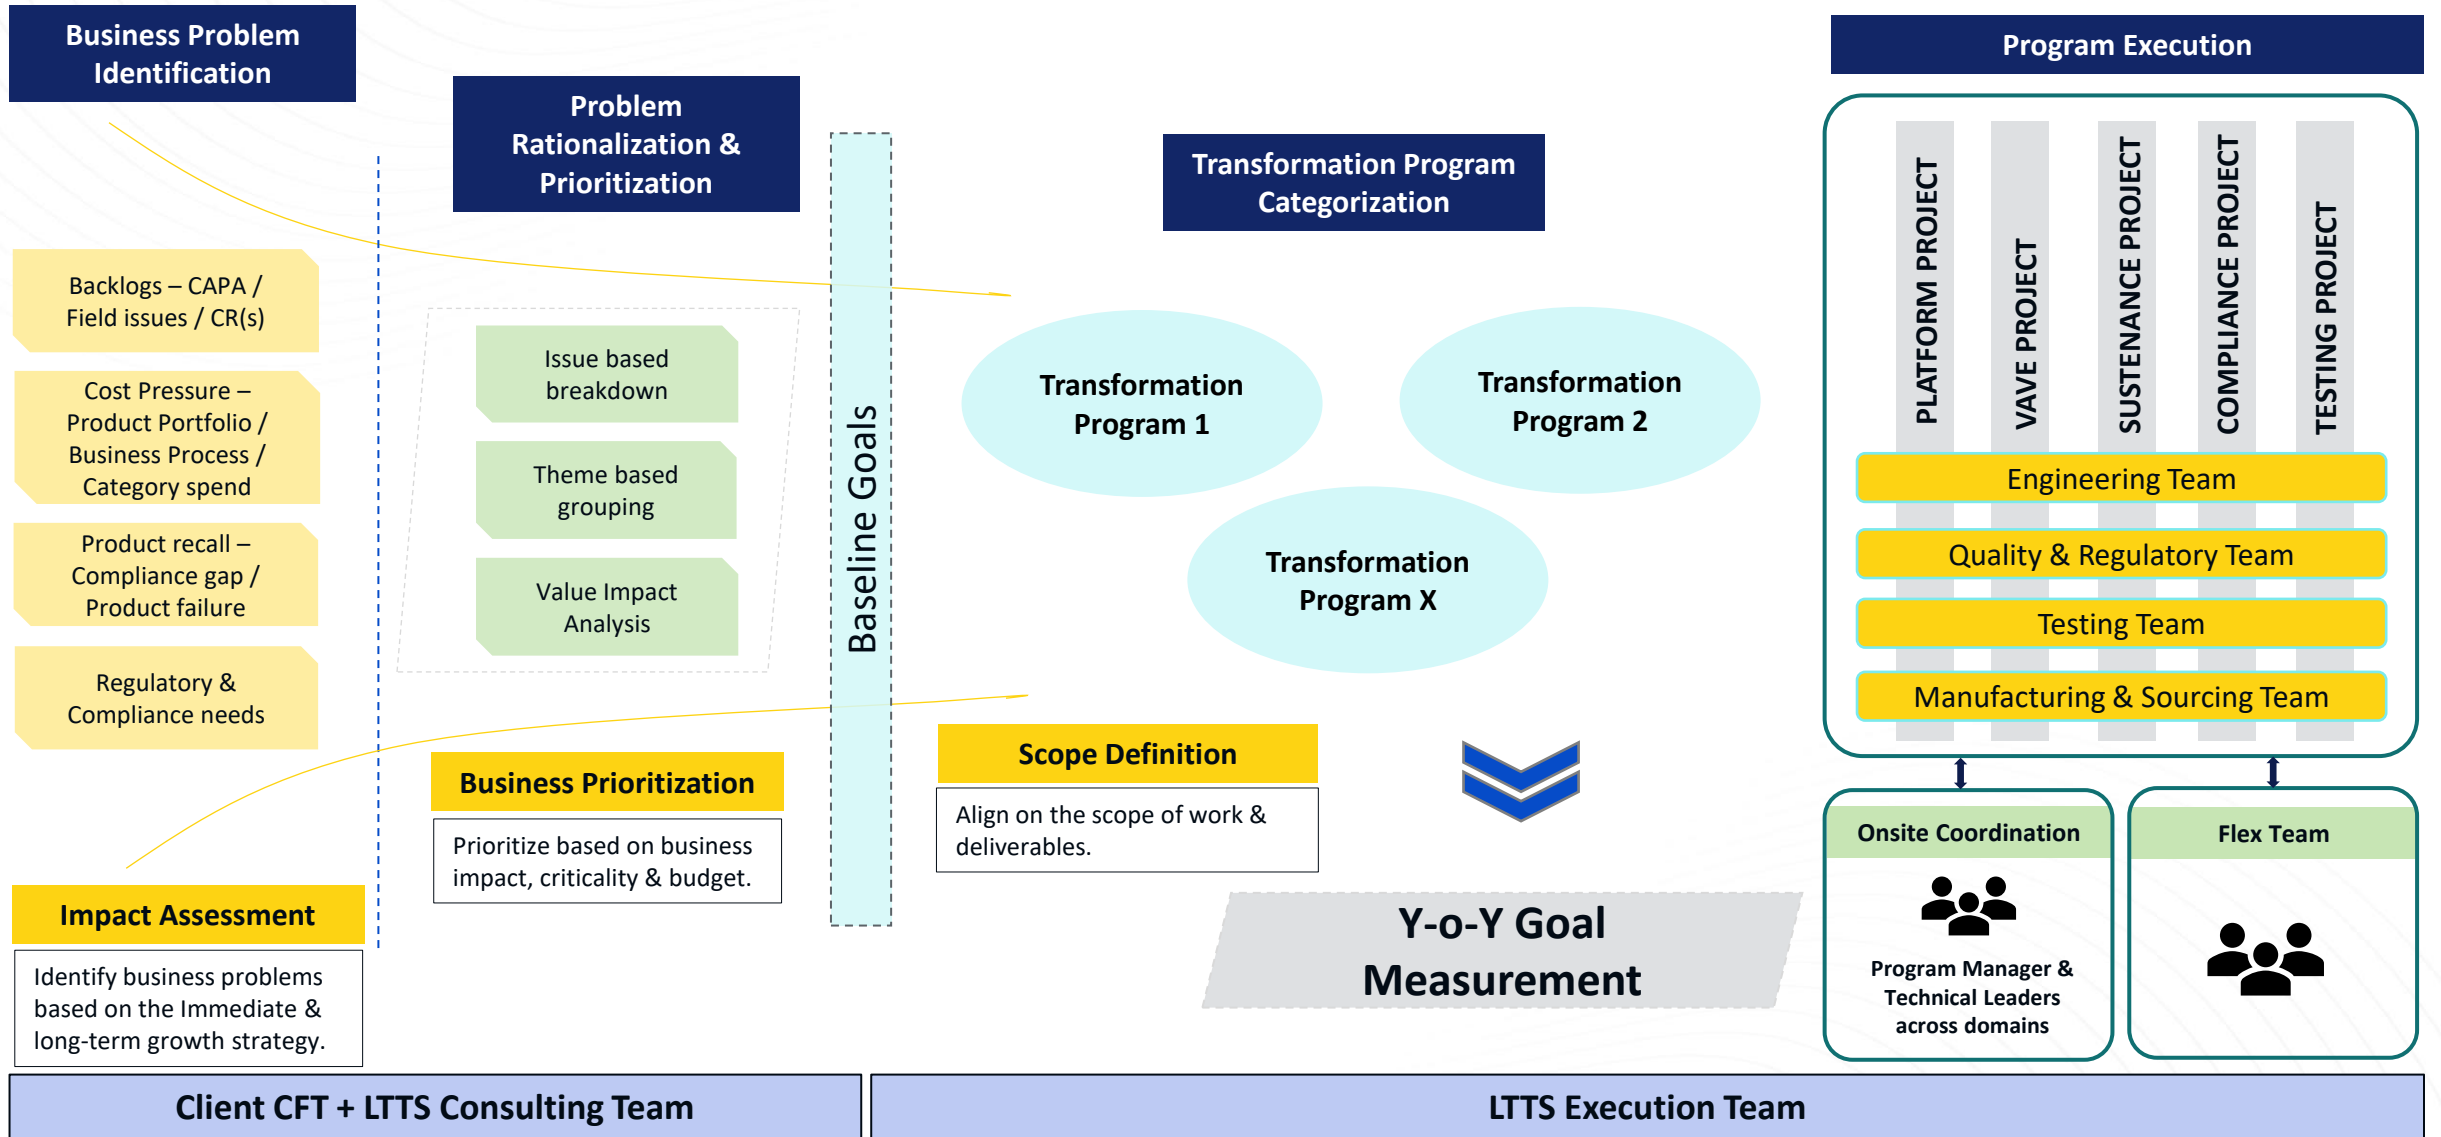 Business Problem
Identification
Problem
Rationalization &
Prioritization
Transformation Program
Categorization
Program Execution
Backlogs – CAPA /
Field issues / CR(s)
Cost Pressure –
Product Portfolio /
Business Process /
Category spend
Product recall –
Compliance gap /
Product failure
Regulatory &
Compliance needs
Impact Assessment
Identify business problems
based on the Immediate &
long-term growth strategy.
Issue based
breakdown
Theme based
grouping
Value Impact
Analysis
Business Prioritization
Prioritize based on business
impact, criticality & budget.
Baseline Goals
Transformation
Program 1
Transformation
Program 2
Transformation
Program X
Scope Definition
Align on the scope of work &
deliverables.
Y-o-Y Goal
Measurement
PLATFORM PROJECT
VAVE PROJECT
SUSTENANCE PROJECT
COMPLIANCE PROJECT
TESTING PROJECT
Engineering Team
Quality & Regulatory Team
Testing Team
Manufacturing & Sourcing Team
Onsite Coordination
Program Manager &
Technical Leaders
across domains
Flex Team
Client CFT + LTTS Consulting Team
LTTS Execution Team